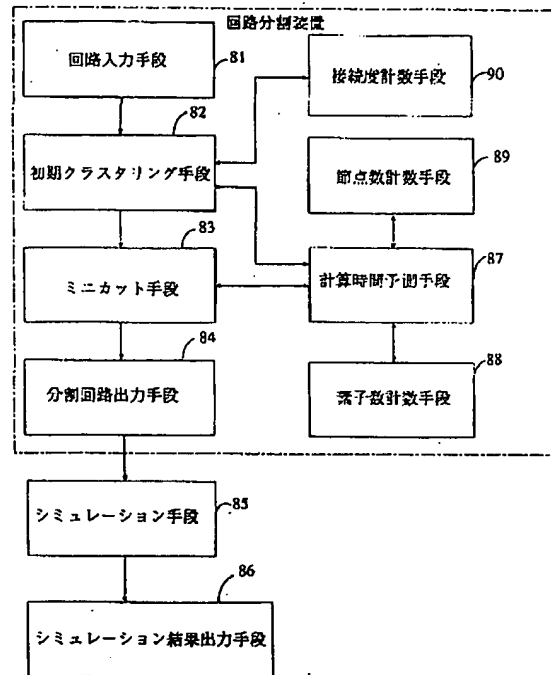 回路分割装置
回路入力手段
81
接続度計数手段
90
82
初期クラスタリング手段
89
節点数計数手段
83
ミニカット手段
87
計算時間予測手段
84
分割回路出力手段
88
素子数計数手段
シミュレーション手段
85
86
シミュレーション結果出力手段